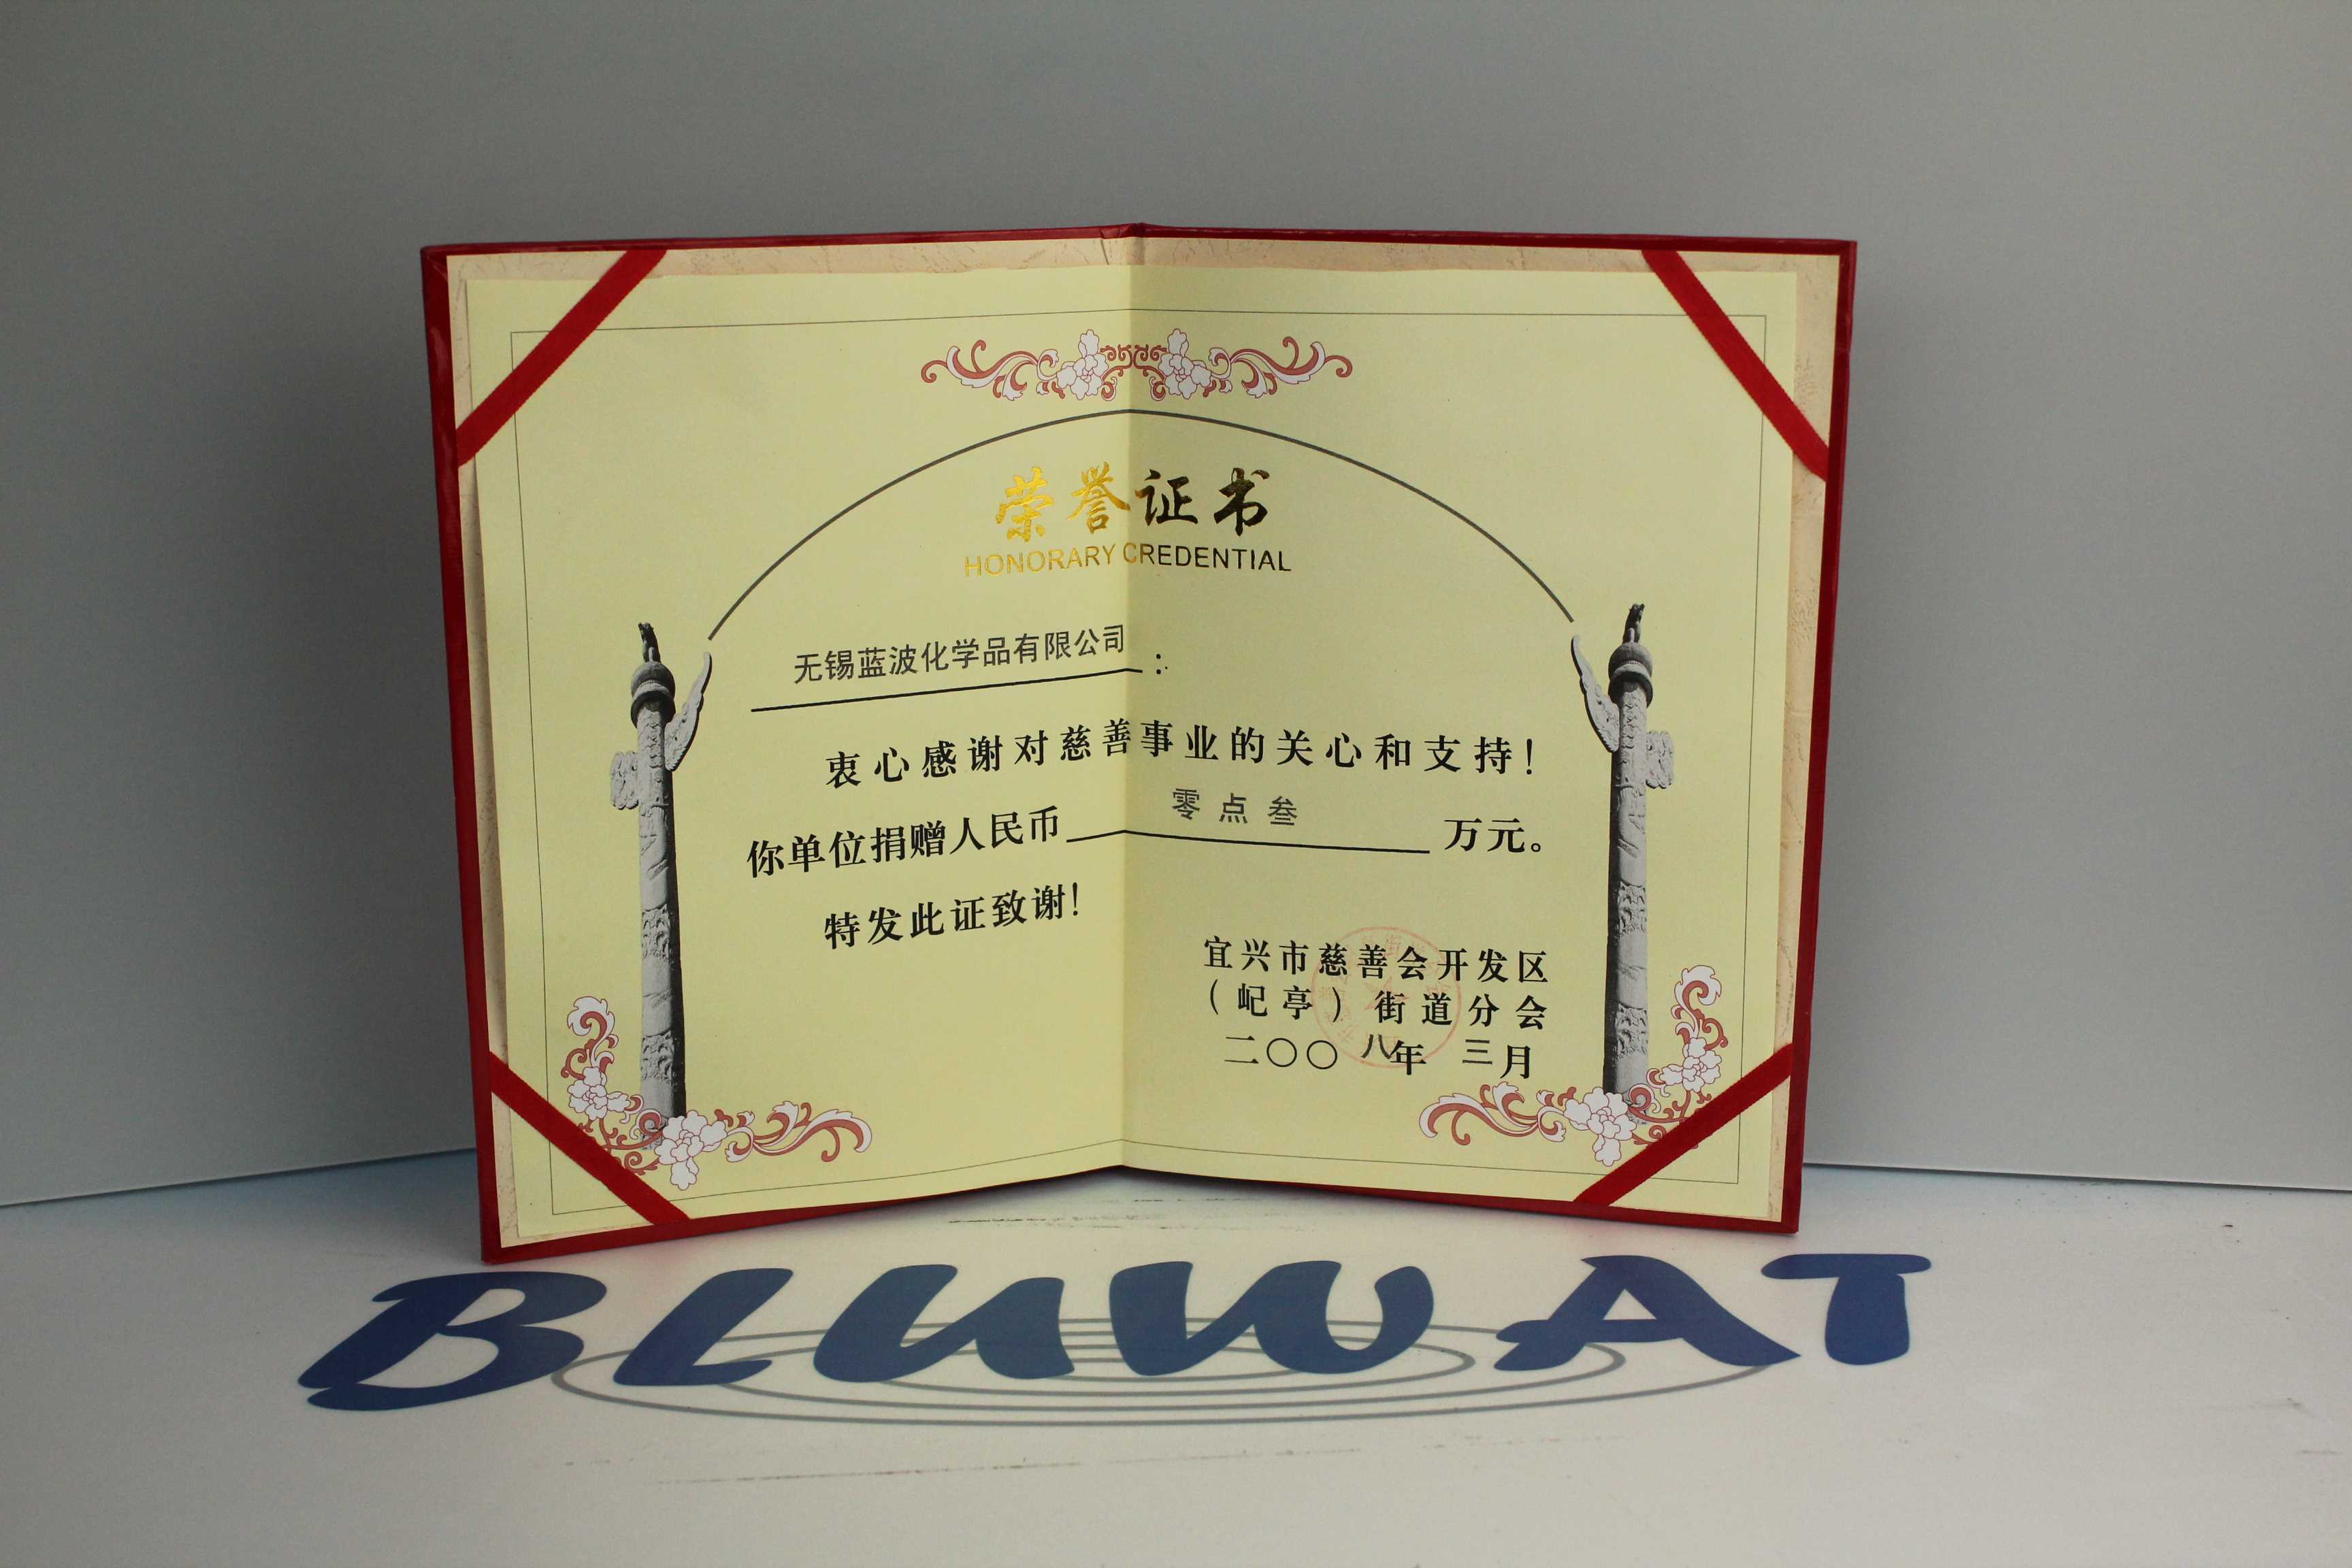 荣誉证书
HONORARY CREDENTIAL
无锡蓝波化学品有限公司：
衷心感谢对慈善事业的关心和支持！
你单位捐赠人民币 零点叁 万元。
特发此证致谢！
宜兴市慈善会开发区
（屺亭）街道分会
二〇〇八年 三月
BLUWAT